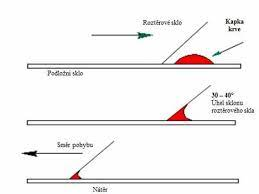 Roztěrové sklo
Kapka
krve
Podložní sklo
30 – 40°
Úhel sklonu
roztěrového skla
Směr pohybu
Nátěr